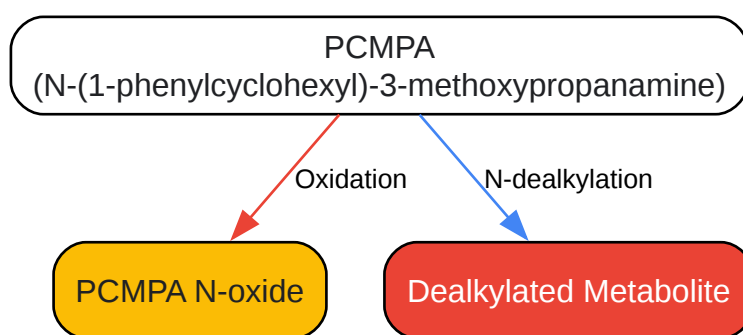 PCMPA
(N-(1-phenylcyclohexyl)-3-methoxypropanamine)
Oxidation
N-dealkylation
PCMPA N-oxide
Dealkylated Metabolite